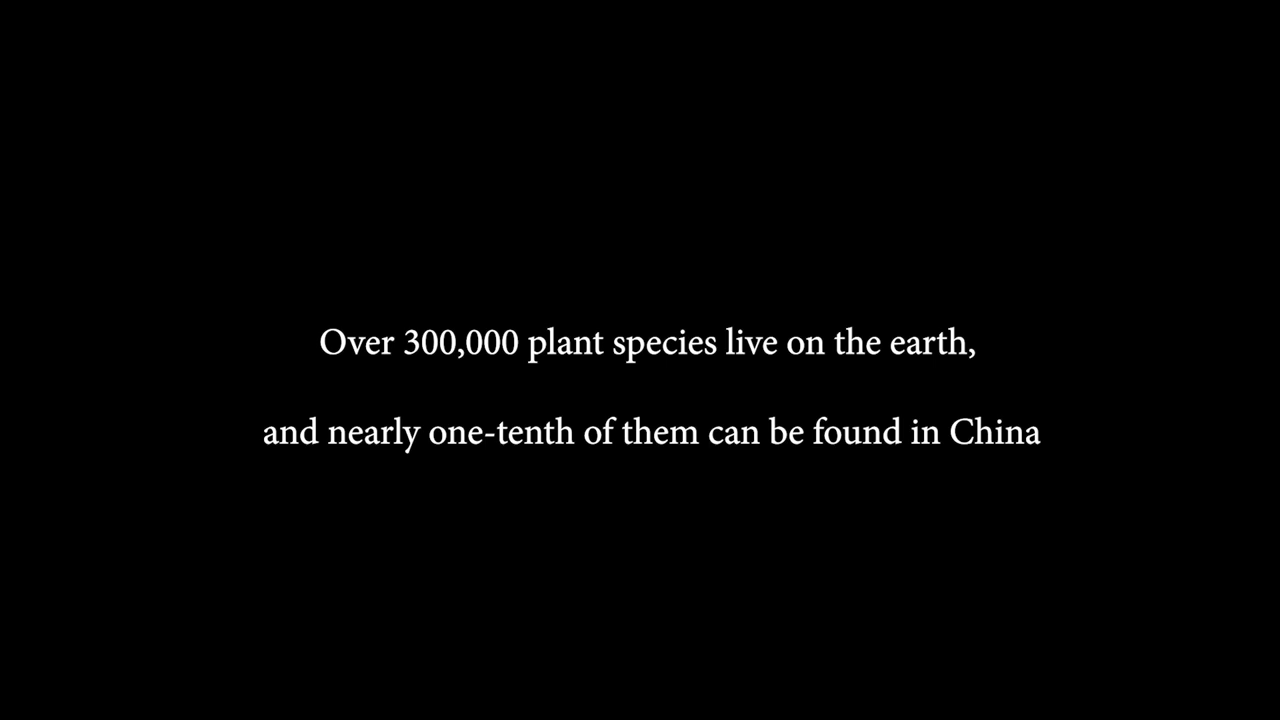 Over 300,000 plant species live on the earth,
and nearly one-tenth of them can be found in China